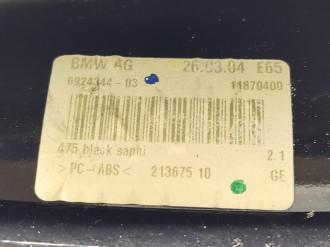 BMW AG 26.03.04 E65
6924344-03 11870400
475 black saphi 2.1
>PC-ABS< 213675 10 GE